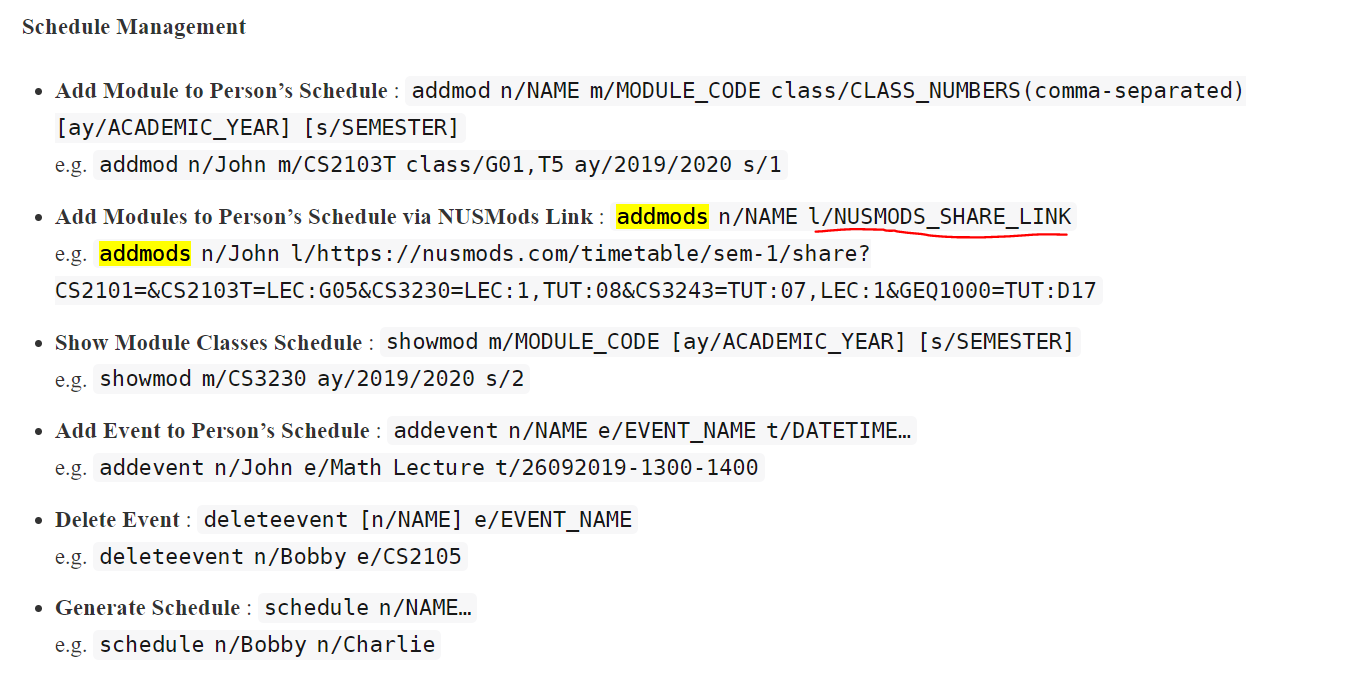 Schedule Management
• Add Module to Person’s Schedule : addmod n/NAME m/MODULE_CODE class/CLASS_NUMBERS(comma-separated)
[ay/ACADEMIC_YEAR] [s/SEMESTER]
e.g. addmod n/John m/CS2103T class/G01,T5 ay/2019/2020 s/1
• Add Modules to Person’s Schedule via NUSMods Link : addmods n/NAME l/NUSMODS_SHARE_LINK
e.g. addmods n/John l/https://nusmods.com/timetable/sem-1/share?
CS2101=&CS2103T=LEC:G05&CS3230=LEC:1,TUT:08&CS3243=TUT:07,LEC:1&GEQ1000=TUT:D17
• Show Module Classes Schedule : showmod m/MODULE_CODE [ay/ACADEMIC_YEAR] [s/SEMESTER]
e.g. showmod m/CS3230 ay/2019/2020 s/2
• Add Event to Person’s Schedule : addevent n/NAME e/EVENT_NAME t/DATETIME…
e.g. addevent n/John e/Math Lecture t/26092019-1300-1400
• Delete Event : deleteevent [n/NAME] e/EVENT_NAME
e.g. deleteevent n/Bobby e/CS2105
• Generate Schedule : schedule n/NAME…
e.g. schedule n/Bobby n/Charlie